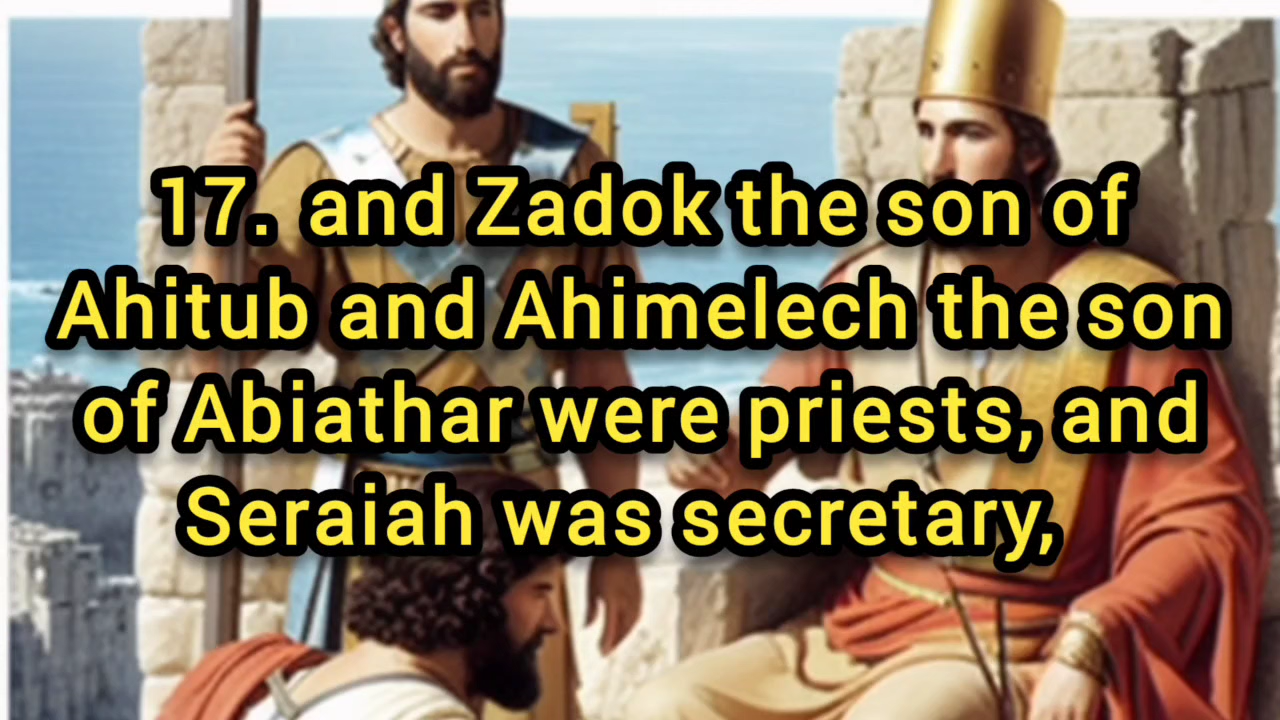 17. and Zadok the son of
Ahitub and Ahimelech the son
of Abiathar were priests, and
Seraiah was secretary,